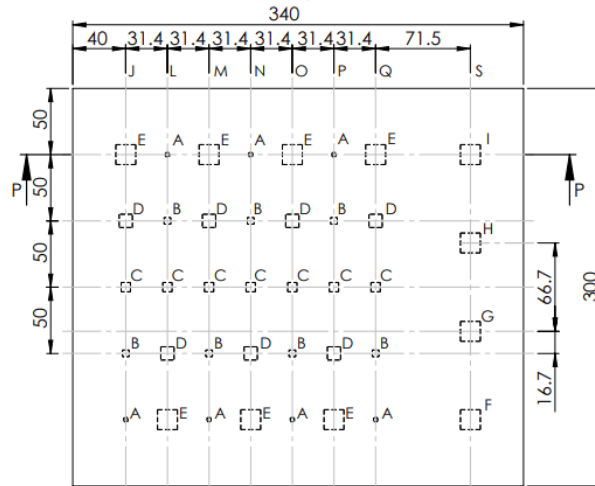 340
40 31.4 31.4 31.4 31.4 31.4 31.4 71.5
J L M N O P Q S
50
E A E A E A E I
P P
50
D B D B D B D
H
50
C C C C C C C
66.7
300
G
50
B D B D B D B
16.7
A E A E A E A F